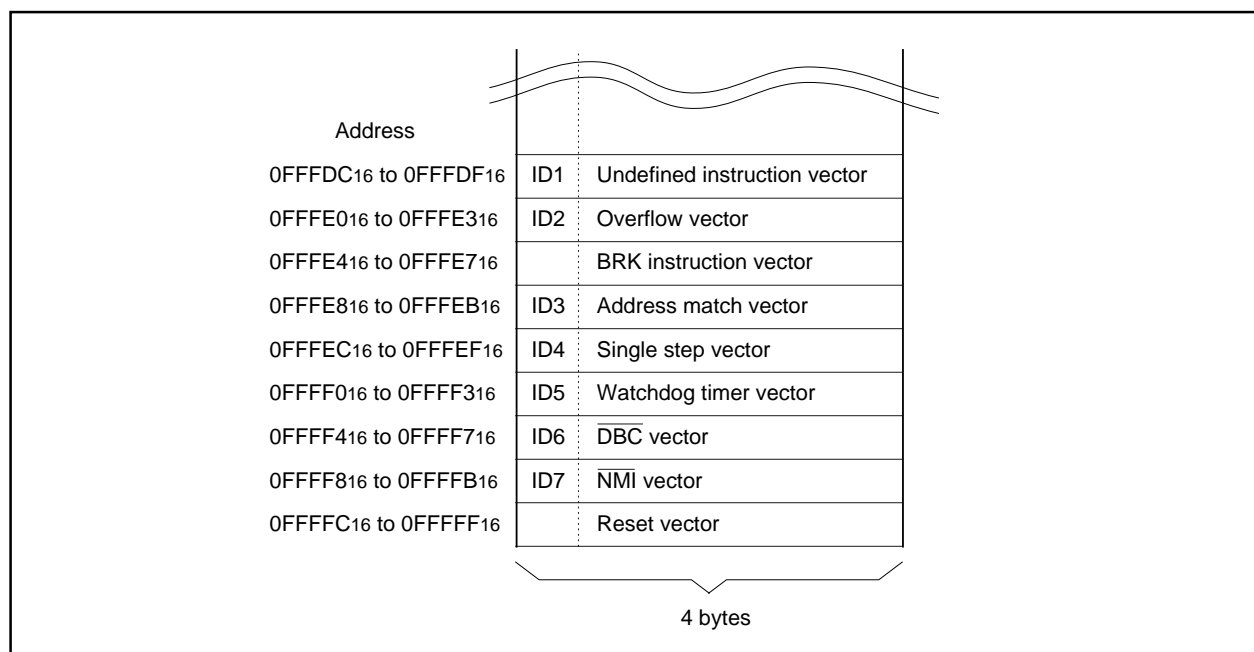 Address
0FFFDC16 to 0FFFDF16 ID1 Undefined instruction vector
0FFFE016 to 0FFFE316 ID2 Overflow vector
0FFFE416 to 0FFFE716 BRK instruction vector
0FFFE816 to 0FFFEB16 ID3 Address match vector
0FFFEC16 to 0FFFEF16 ID4 Single step vector
0FFFF016 to 0FFFF316 ID5 Watchdog timer vector
0FFFF416 to 0FFFF716 ID6 D̅B̅C̅ vector
0FFFF816 to 0FFFFB16 ID7 N̅M̅I̅ vector
0FFFFC16 to 0FFFFF16 Reset vector
4 bytes